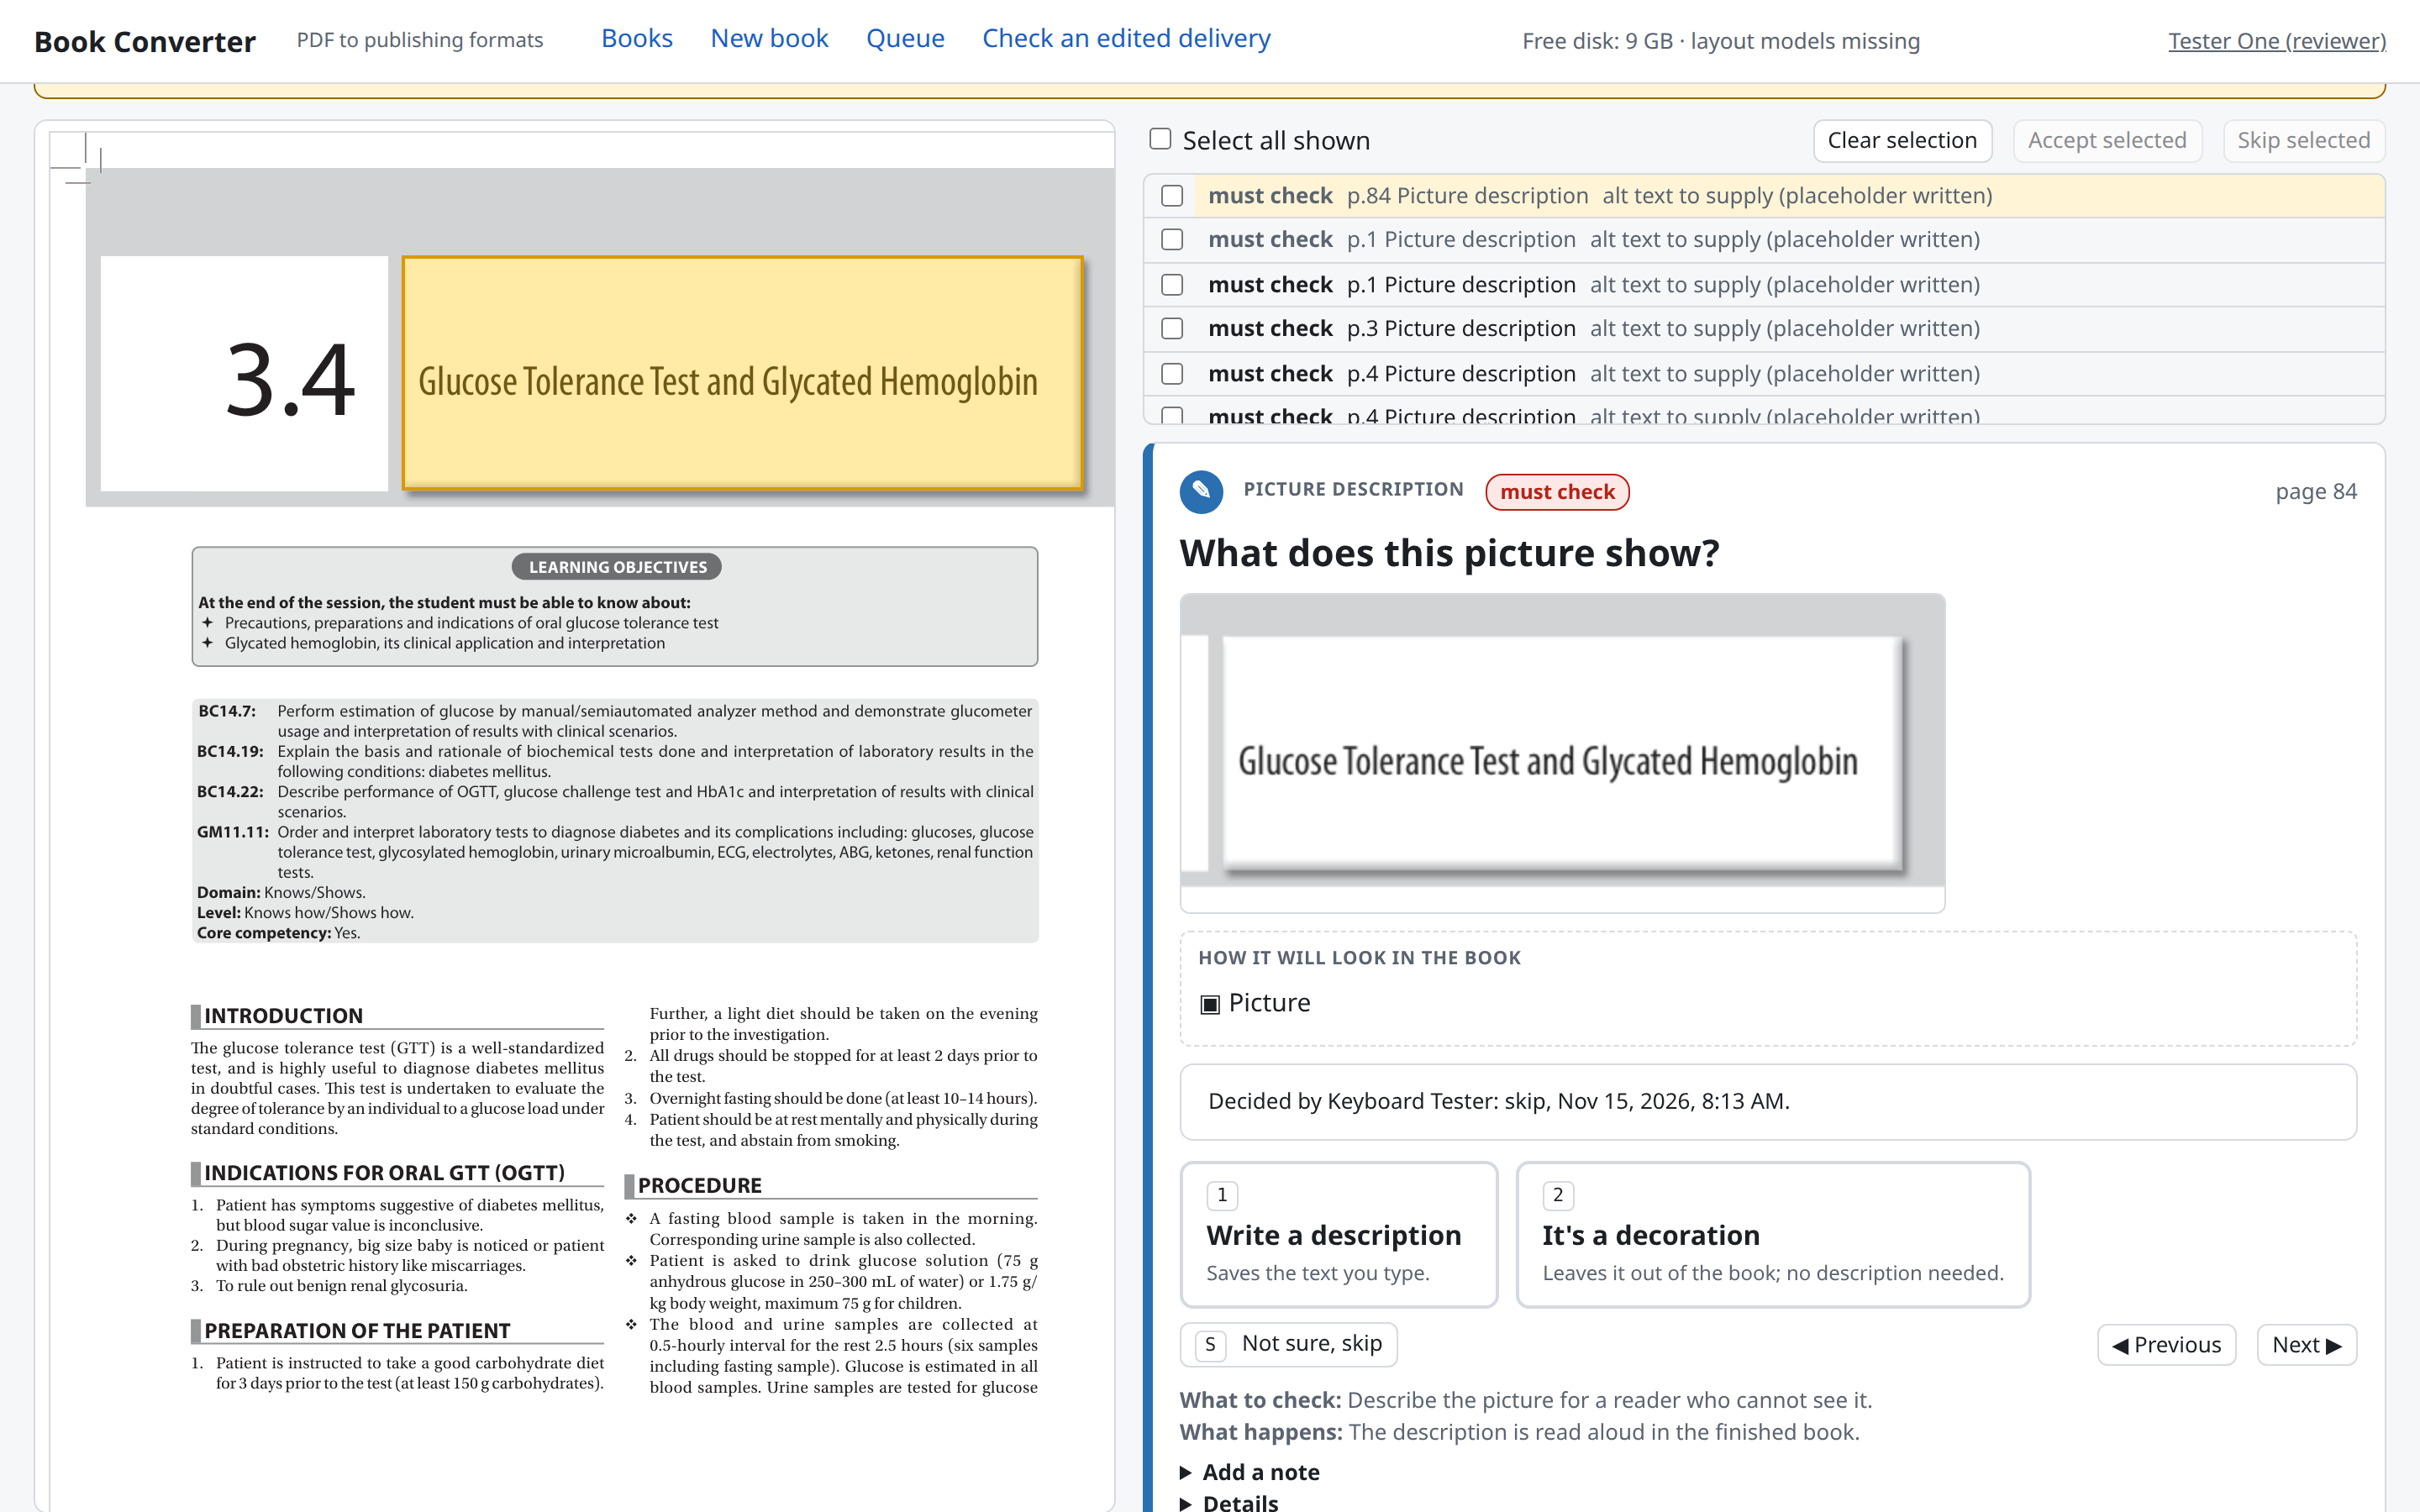 Book Converter
PDF to publishing formats
Books
New book
Queue
Check an edited delivery
Free disk: 9 GB · layout models missing
Tester One (reviewer)
3.4
Glucose Tolerance Test and Glycated Hemoglobin
LEARNING OBJECTIVES
At the end of the session, the student must be able to know about:
✦ Precautions, preparations and indications of oral glucose tolerance test
✦ Glycated hemoglobin, its clinical application and interpretation
BC14.7: Perform estimation of glucose by manual/semiautomated analyzer method and demonstrate glucometer
usage and interpretation of results with clinical scenarios.
BC14.19: Explain the basis and rationale of biochemical tests done and interpretation of laboratory results in the
following conditions: diabetes mellitus.
BC14.22: Describe performance of OGTT, glucose challenge test and HbA1c and interpretation of results with clinical
scenarios.
GM11.11: Order and interpret laboratory tests to diagnose diabetes and its complications including: glucoses, glucose
tolerance test, glycosylated hemoglobin, urinary microalbumin, ECG, electrolytes, ABG, ketones, renal function
tests.
Domain: Knows/Shows.
Level: Knows how/Shows how.
Core competency: Yes.
INTRODUCTION
The glucose tolerance test (GTT) is a well-standardized
test, and is highly useful to diagnose diabetes mellitus
in doubtful cases. This test is undertaken to evaluate the
degree of tolerance by an individual to a glucose load under
standard conditions.
INDICATIONS FOR ORAL GTT (OGTT)
1. Patient has symptoms suggestive of diabetes mellitus,
but blood sugar value is inconclusive.
2. During pregnancy, big size baby is noticed or patient
with bad obstetric history like miscarriages.
3. To rule out benign renal glycosuria.
PREPARATION OF THE PATIENT
1. Patient is instructed to take a good carbohydrate diet
for 3 days prior to the test (at least 150 g carbohydrates).
Further, a light diet should be taken on the evening
prior to the investigation.
2. All drugs should be stopped for at least 2 days prior to
the test.
3. Overnight fasting should be done (at least 10–14 hours).
4. Patient should be at rest mentally and physically during
the test, and abstain from smoking.
PROCEDURE
❖ A fasting blood sample is taken in the morning.
Corresponding urine sample is also collected.
❖ Patient is asked to drink glucose solution (75 g
anhydrous glucose in 250–300 mL of water) or 1.75 g/
kg body weight, maximum 75 g for children.
❖ The blood and urine samples are collected at
0.5-hourly interval for the rest 2.5 hours (six samples
including fasting sample). Glucose is estimated in all
blood samples. Urine samples are tested for glucose
Select all shown
Clear selection
Accept selected
Skip selected
must check p.84 Picture description alt text to supply (placeholder written)
must check p.1 Picture description alt text to supply (placeholder written)
must check p.1 Picture description alt text to supply (placeholder written)
must check p.3 Picture description alt text to supply (placeholder written)
must check p.4 Picture description alt text to supply (placeholder written)
must check p.4 Picture description alt text to supply (placeholder written)
PICTURE DESCRIPTION
must check
page 84
What does this picture show?
Glucose Tolerance Test and Glycated Hemoglobin
HOW IT WILL LOOK IN THE BOOK
▣ Picture
Decided by Keyboard Tester: skip, Nov 15, 2026, 8:13 AM.
1
Write a description
Saves the text you type.
2
It's a decoration
Leaves it out of the book; no description needed.
S Not sure, skip
◀ Previous
Next ▶
What to check: Describe the picture for a reader who cannot see it.
What happens: The description is read aloud in the finished book.
▶ Add a note
▶ Details